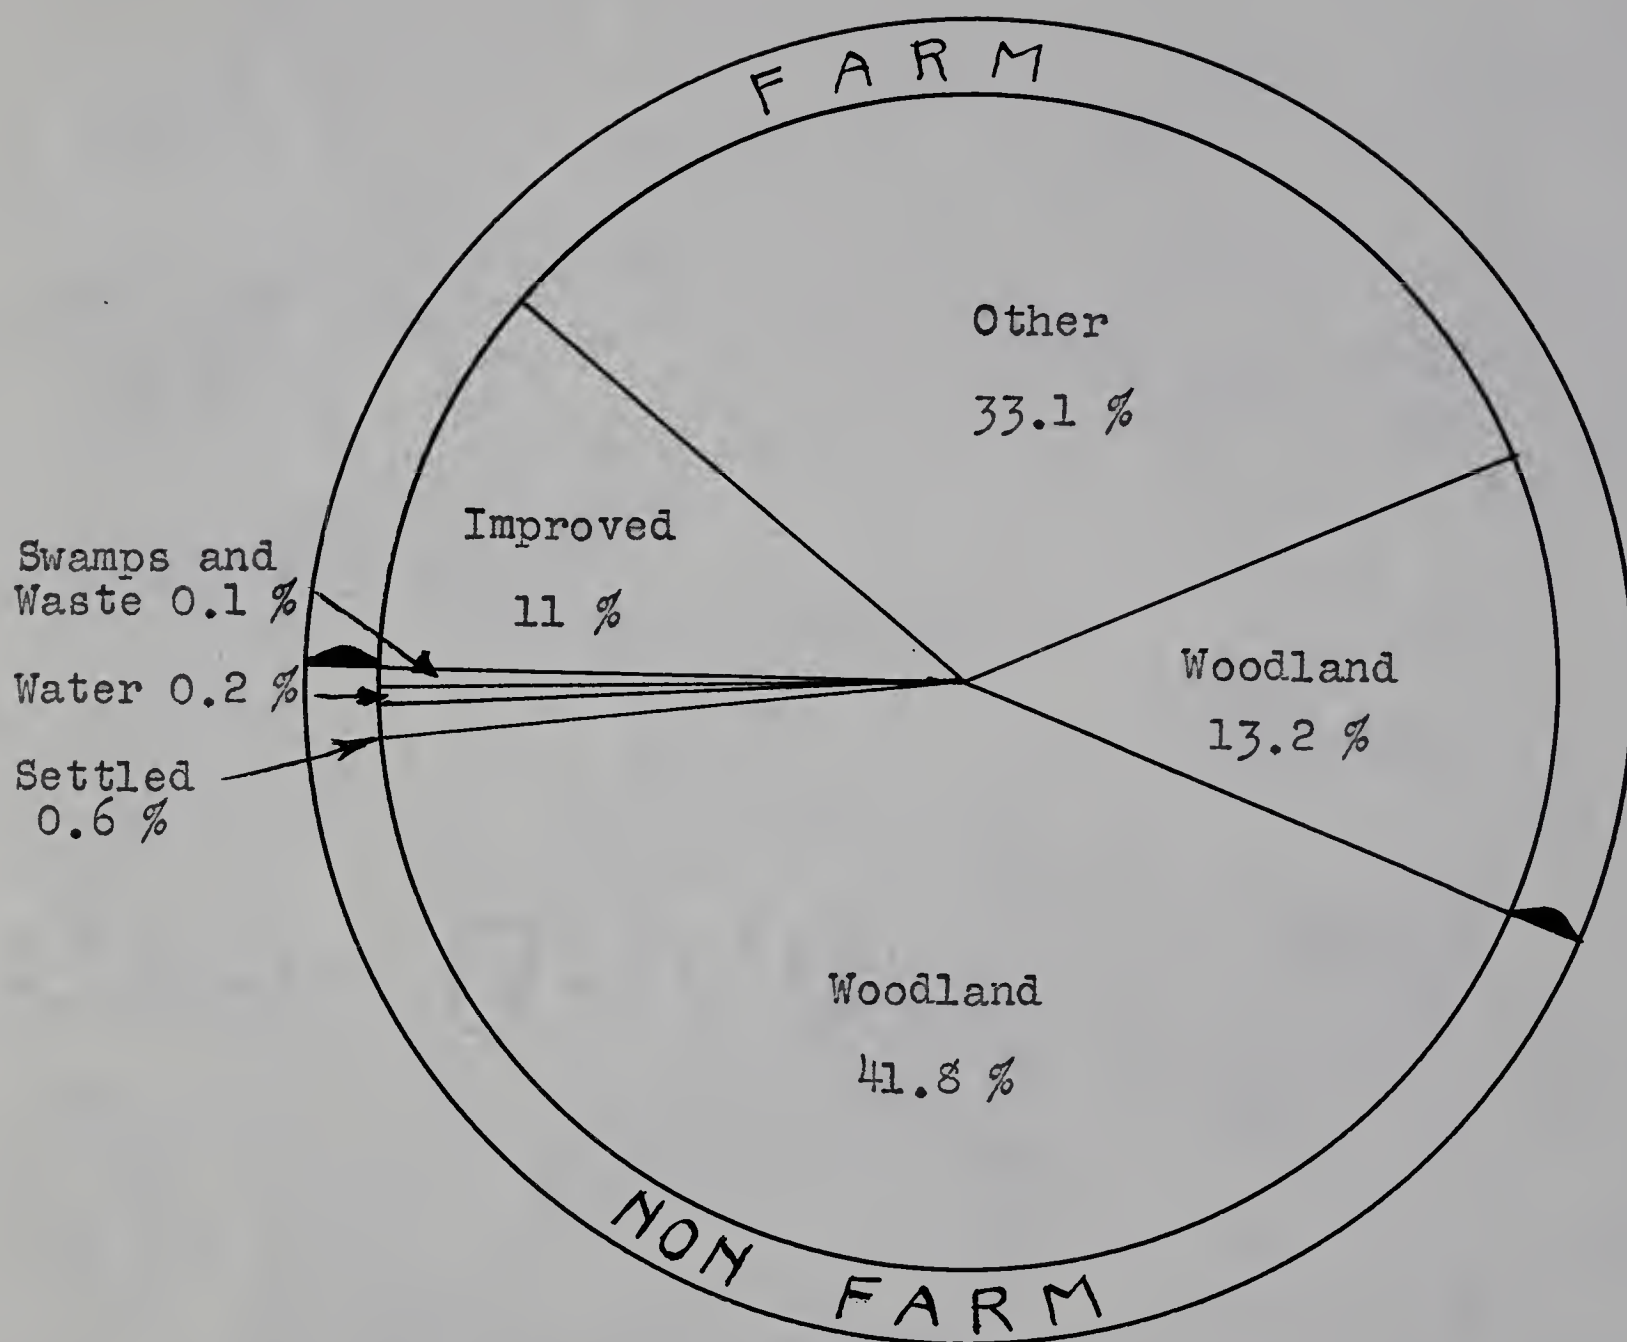 FARM
Other
33.1 %
Improved
11 %
Swamps and
Waste 0.1 %
Water 0.2 %
Settled
0.6 %
Woodland
13.2 %
Woodland
41.8 %
NON FARM